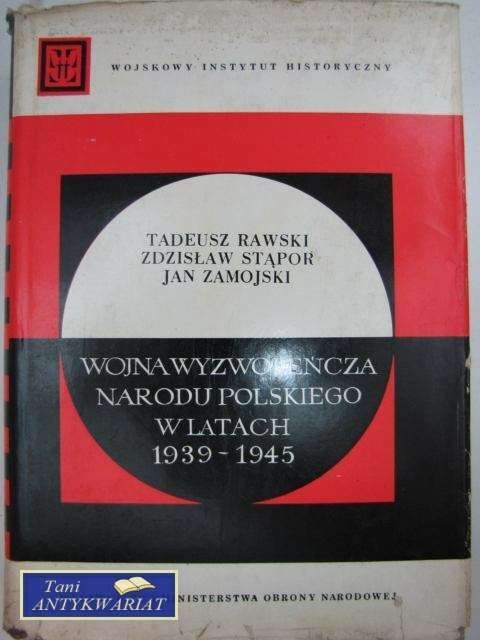 WOJSKOWY INSTYTUT HISTORYCZNY
TADEUSZ RAWSKI
ZDZISŁAW STĄPOR
JAN ZAMOJSKI
WOJNA WYZWOLEŃCZA
NARODU POLSKIEGO
W LATACH
1939-1945
MINISTERSTWA OBRONY NARODOWEJ
Tani
ANTYKWARIAT